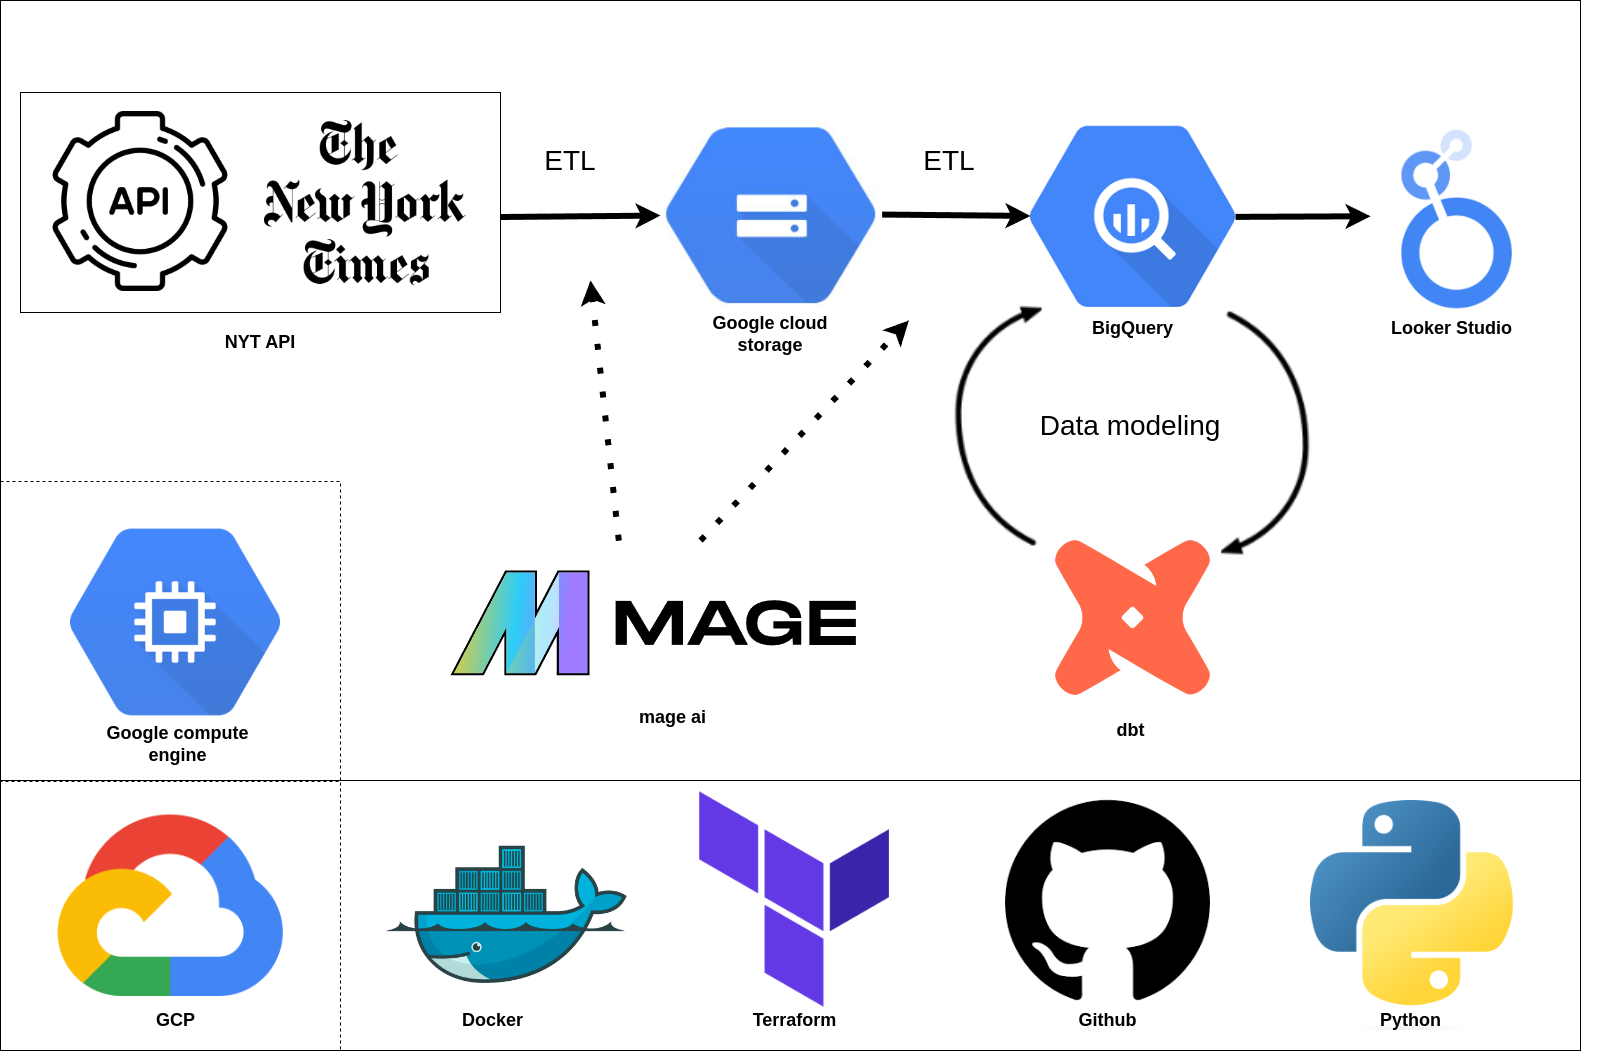 API
The
New York
Times
NYT API
ETL
Google cloud
storage
ETL
BigQuery
Looker Studio
Data modeling
Google compute
engine
MAGE
mage ai
dbt
GCP
Docker
Terraform
Github
Python